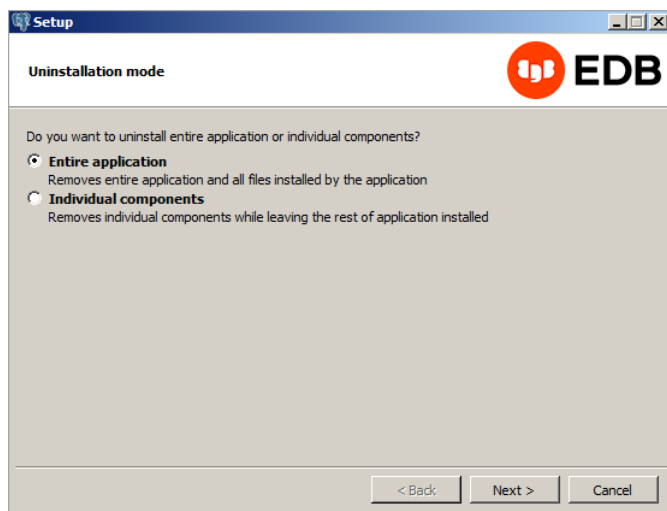 Setup
Uninstallation mode
EDB
Do you want to uninstall entire application or individual components?
Entire application
Removes entire application and all files installed by the application
Individual components
Removes individual components while leaving the rest of application installed
< Back
Next >
Cancel